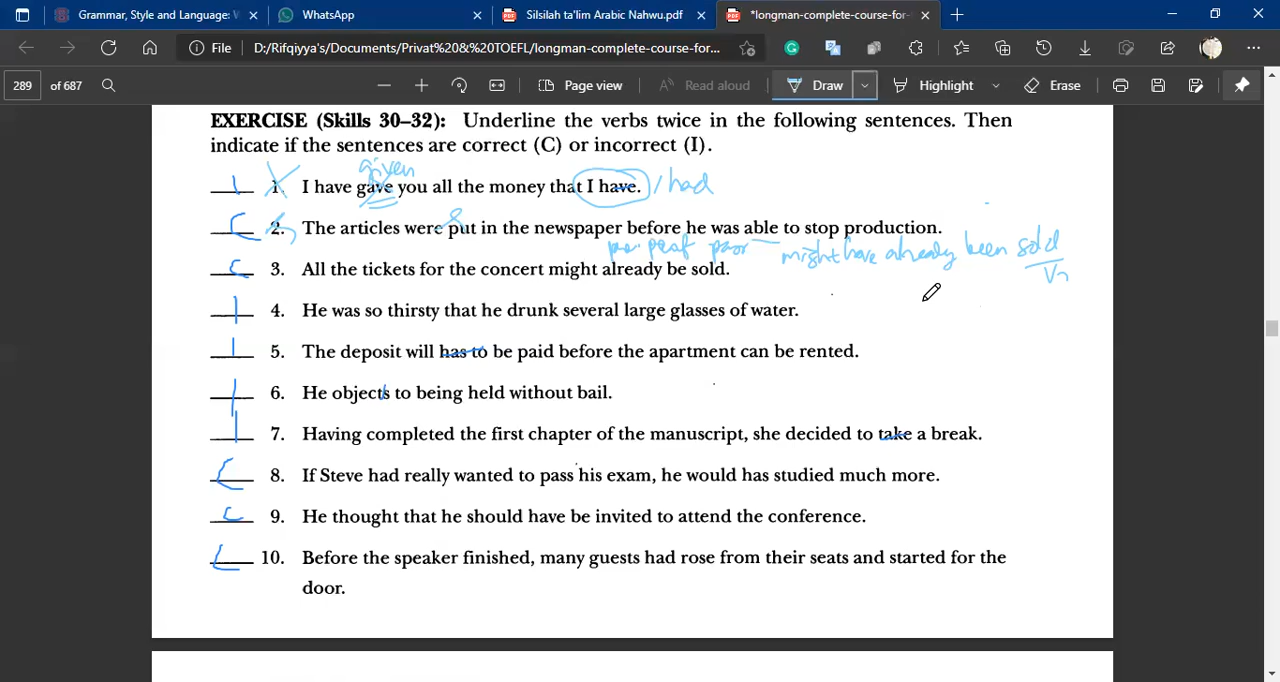 Grammar, Style and Language: V
WhatsApp
Silsilah ta'lim Arabic Nahwu.pdf
*longman-complete-course-for-
File
D:/Rifqiyya's/Documents/Privat%20&%20TOEFL/longman-complete-course-for...
289 of 687
Page view
Read aloud
Draw
Highlight
Erase
EXERCISE (Skills 30–32): Underline the verbs twice in the following sentences. Then
indicate if the sentences are correct (C) or incorrect (I).
given
I 1. I have gave you all the money that I have. / had
C 2. The articles were put in the newspaper before he was able to stop production.
might have already been sold
C 3. All the tickets for the concert might already be sold.
I 4. He was so thirsty that he drunk several large glasses of water.
I 5. The deposit will has to be paid before the apartment can be rented.
I 6. He objects to being held without bail.
I 7. Having completed the first chapter of the manuscript, she decided to take a break.
C 8. If Steve had really wanted to pass his exam, he would has studied much more.
C 9. He thought that he should have be invited to attend the conference.
C 10. Before the speaker finished, many guests had rose from their seats and started for the
door.